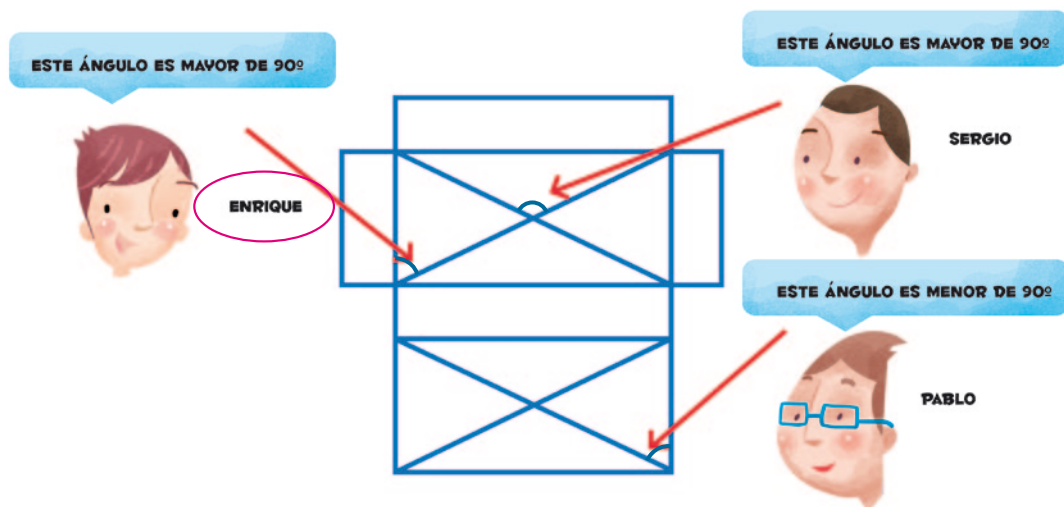 ESTE ÁNGULO ES MAYOR DE 90º
ENRIQUE
ESTE ÁNGULO ES MAYOR DE 90º
SERGIO
ESTE ÁNGULO ES MENOR DE 90º
PABLO